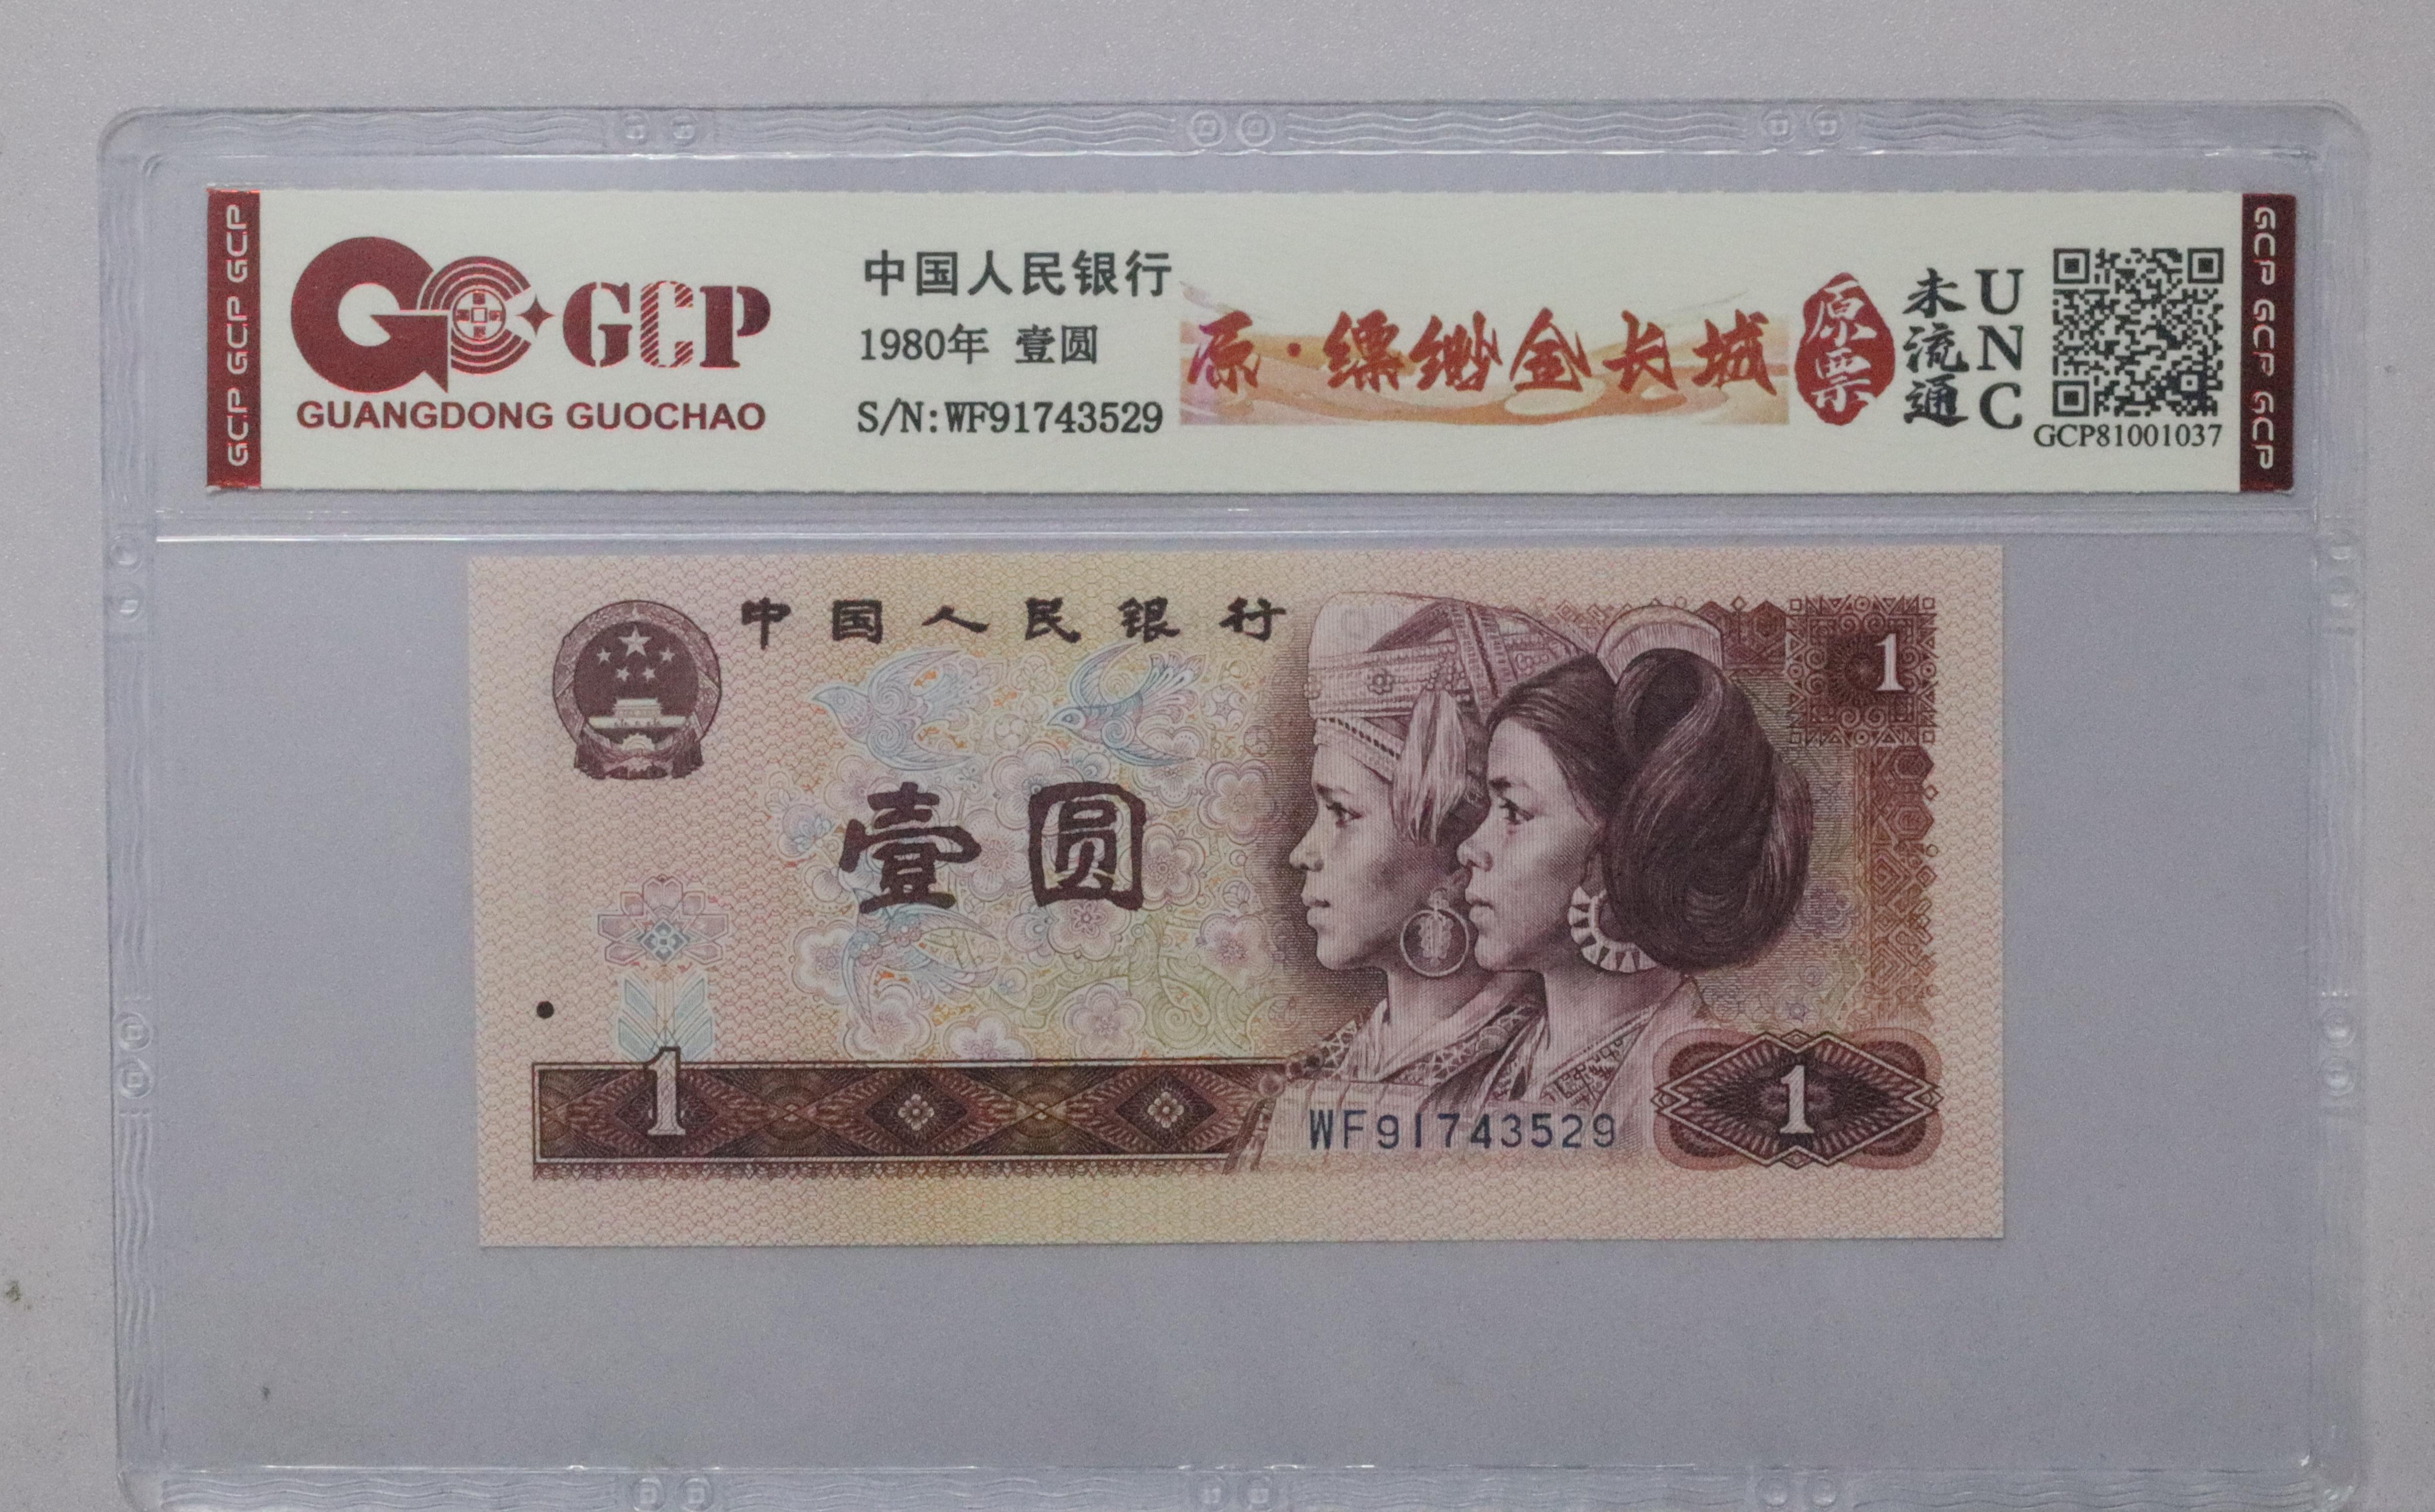 GCP GCP GCP
GCP
GUANGDONG GUOCHAO
中国人民银行
1980年 壹圆
S/N:WF91743529
原·缥缈金长城
原票
未流通
UNC
GCP81001037
GCP GCP GCP
中国人民银行
1
壹圆
1
WF91743529
1